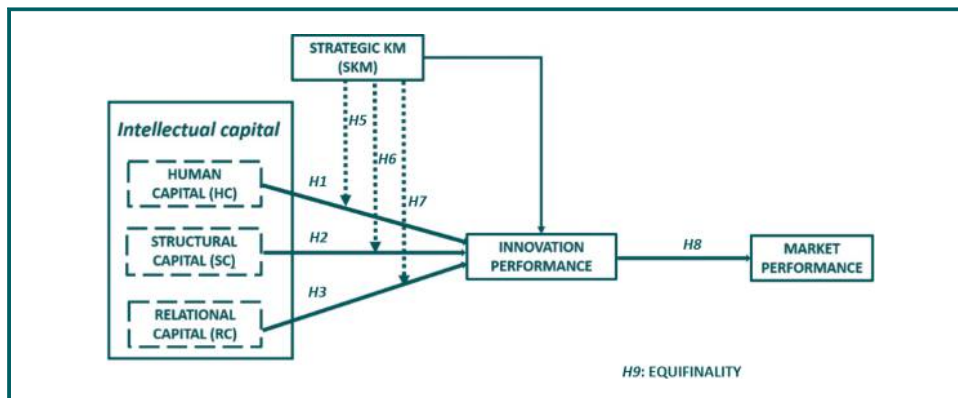 STRATEGIC KM
(SKM)
Intellectual capital
H5
H6
H7
HUMAN
CAPITAL (HC)
H1
STRUCTURAL
CAPITAL (SC)
H2
INNOVATION
PERFORMANCE
H8
MARKET
PERFORMANCE
RELATIONAL
CAPITAL (RC)
H3
H9: EQUIFINALITY